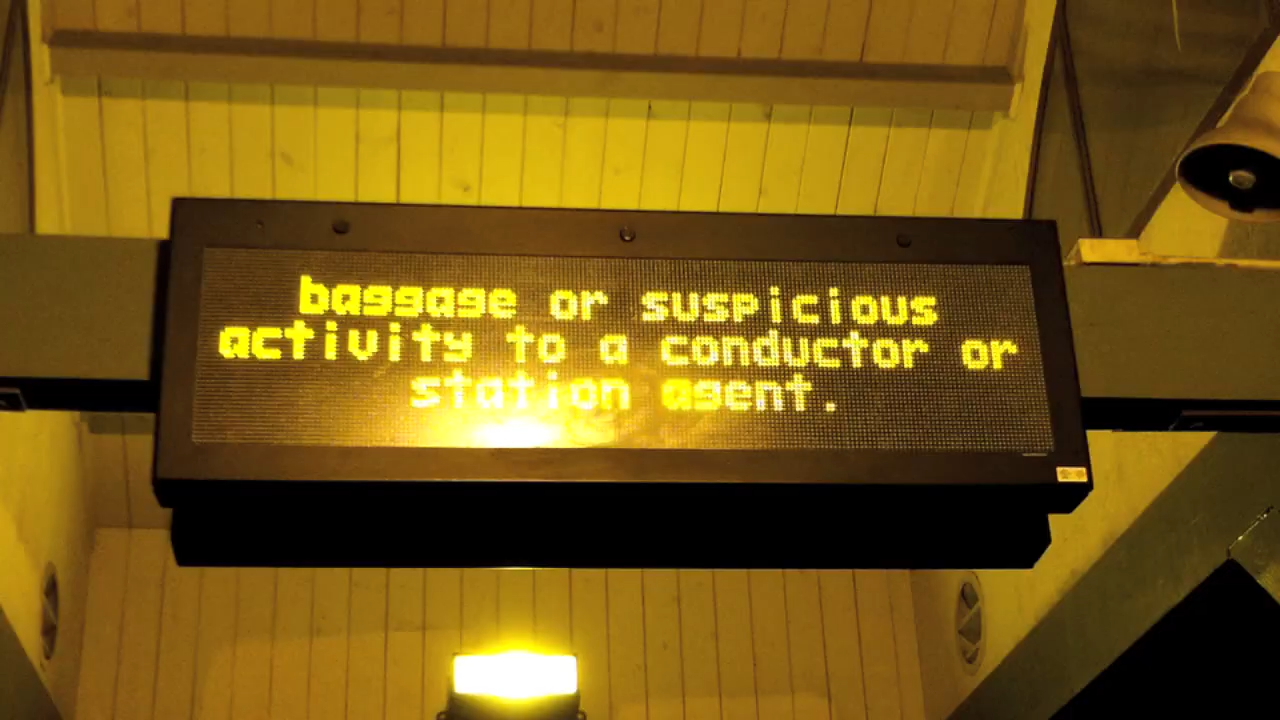 baggage or suspicious
activity to a conductor or
station agent.